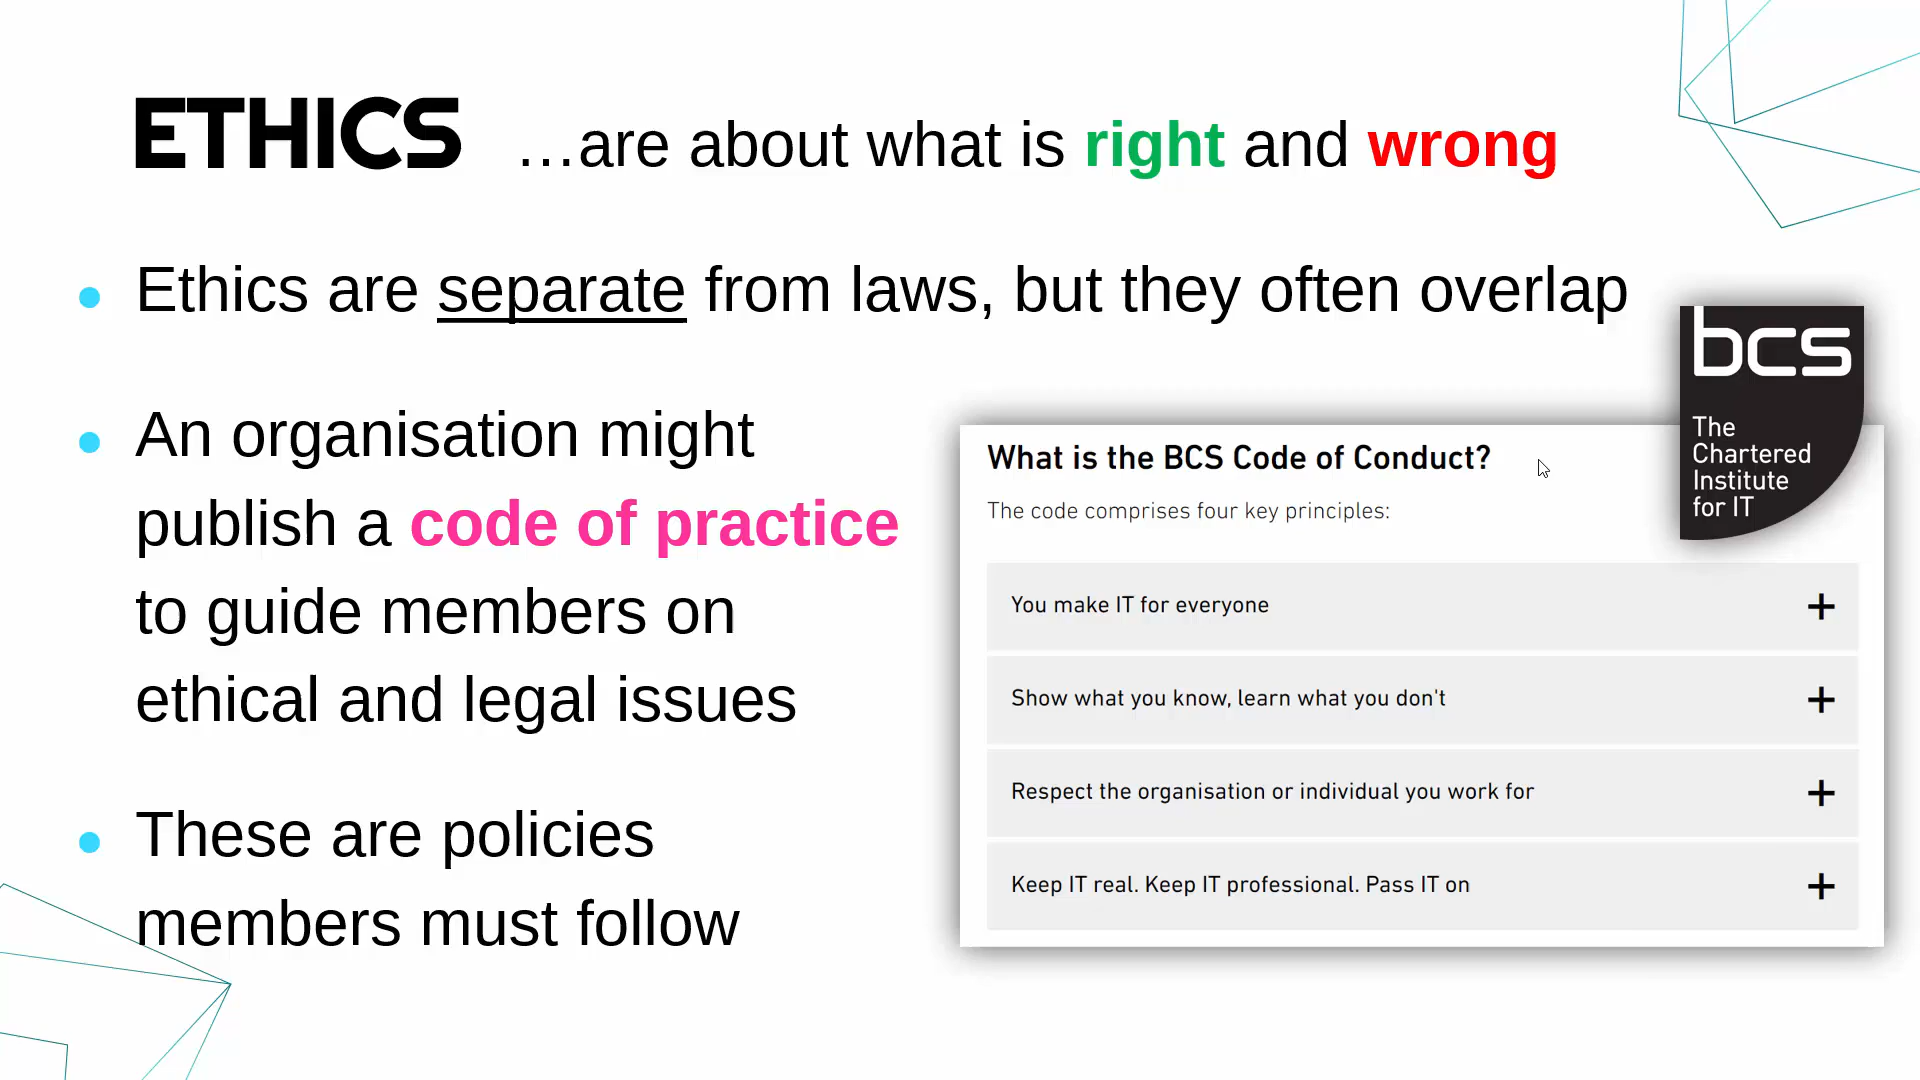 ETHICS …are about what is right and wrong
Ethics are separate from laws, but they often overlap
An organisation might
publish a code of practice
to guide members on
ethical and legal issues
These are policies
members must follow
bcs
The
Chartered
Institute
for IT
What is the BCS Code of Conduct?
The code comprises four key principles:
You make IT for everyone +
Show what you know, learn what you don't +
Respect the organisation or individual you work for +
Keep IT real. Keep IT professional. Pass IT on +